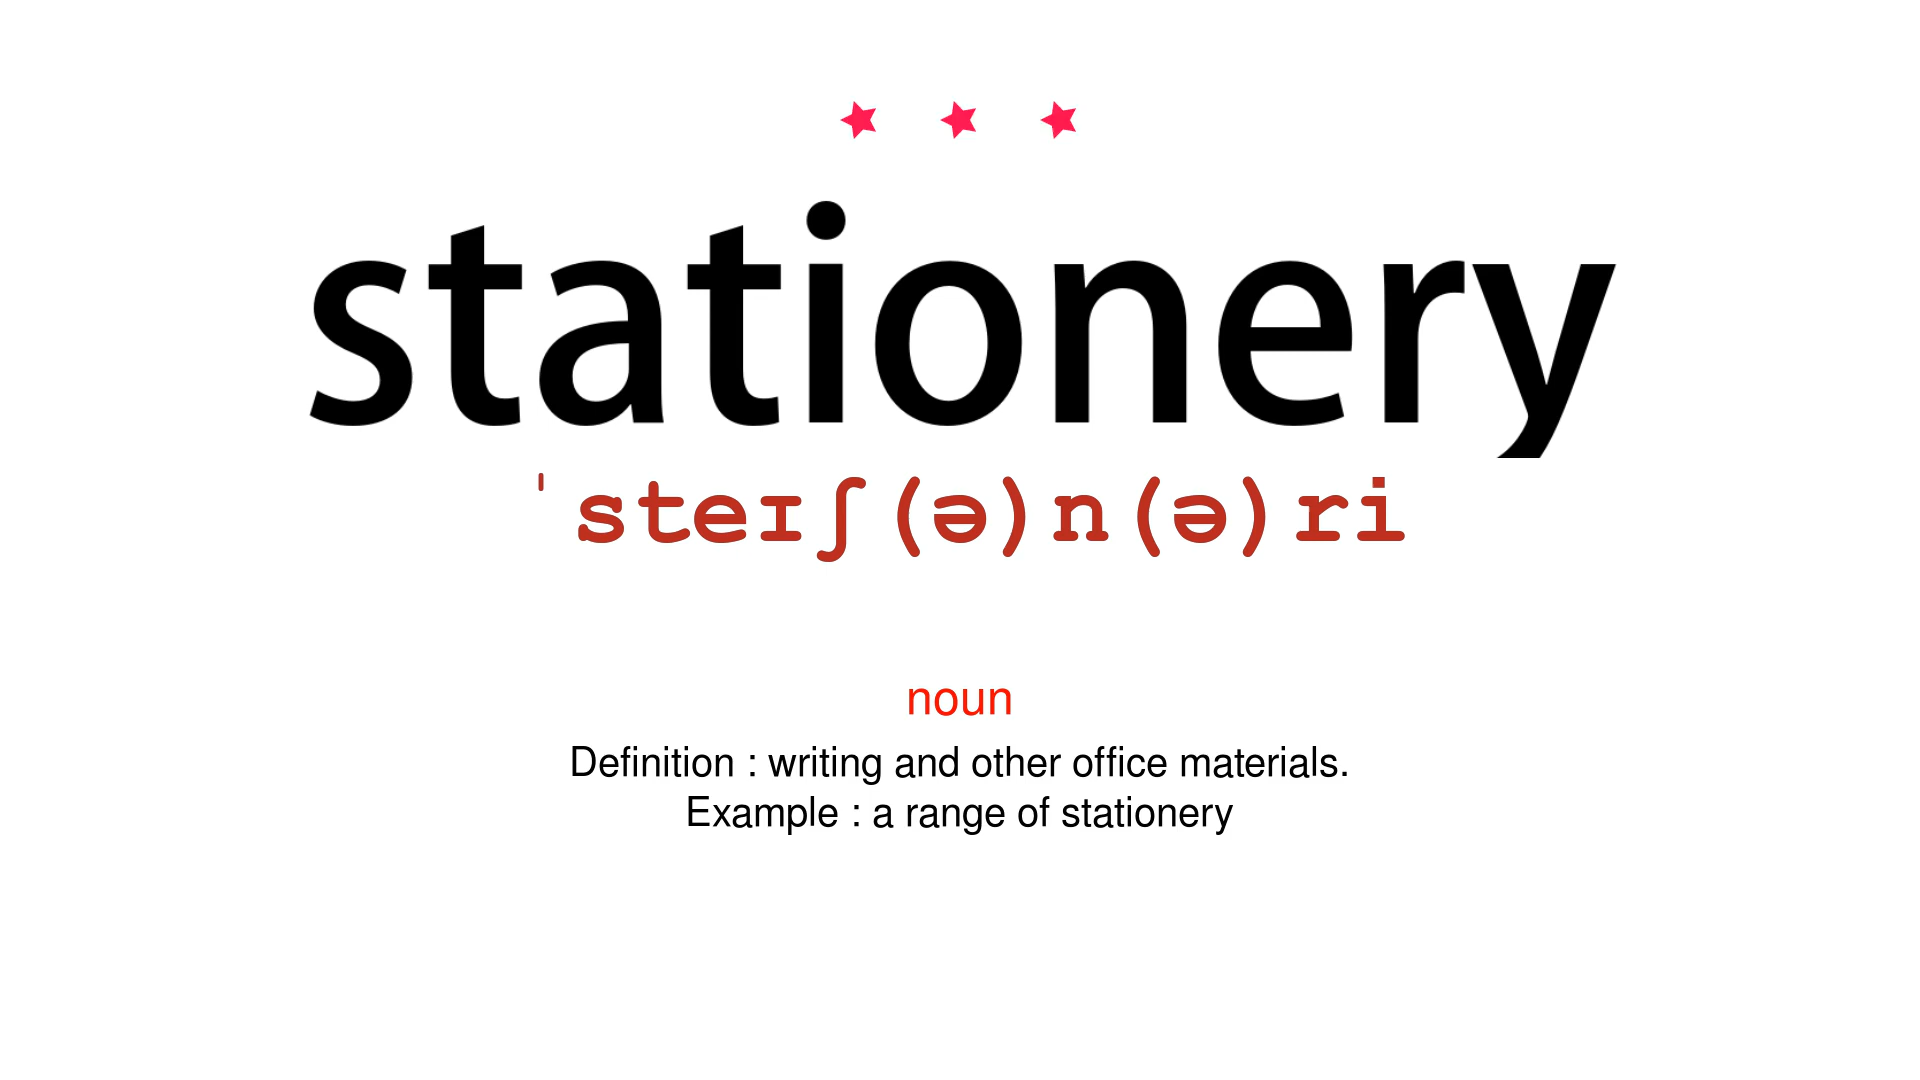 stationery
ˈsteɪʃ(ə)n(ə)ri
noun
Definition : writing and other office materials.
Example : a range of stationery